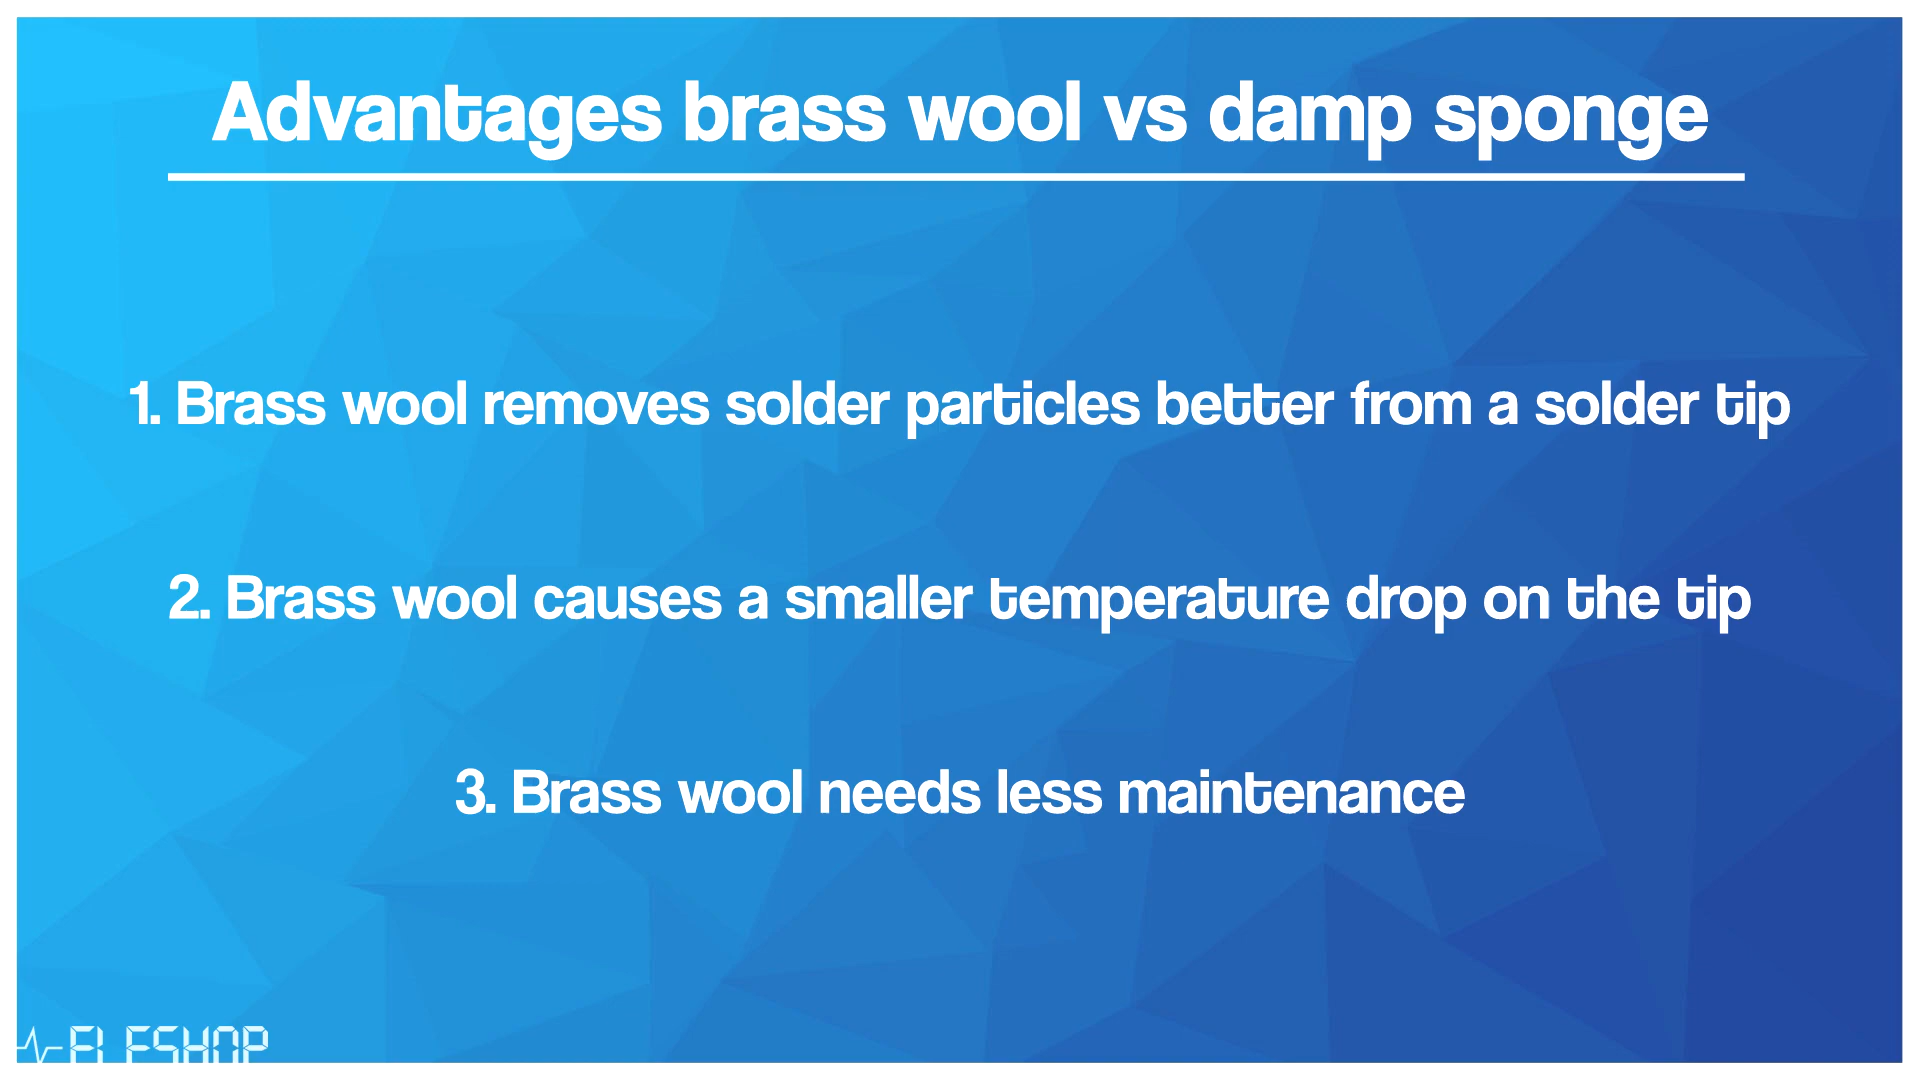 Advantages brass wool vs damp sponge
1. Brass wool removes solder particles better from a solder tip
2. Brass wool causes a smaller temperature drop on the tip
3. Brass wool needs less maintenance
ELESHOP